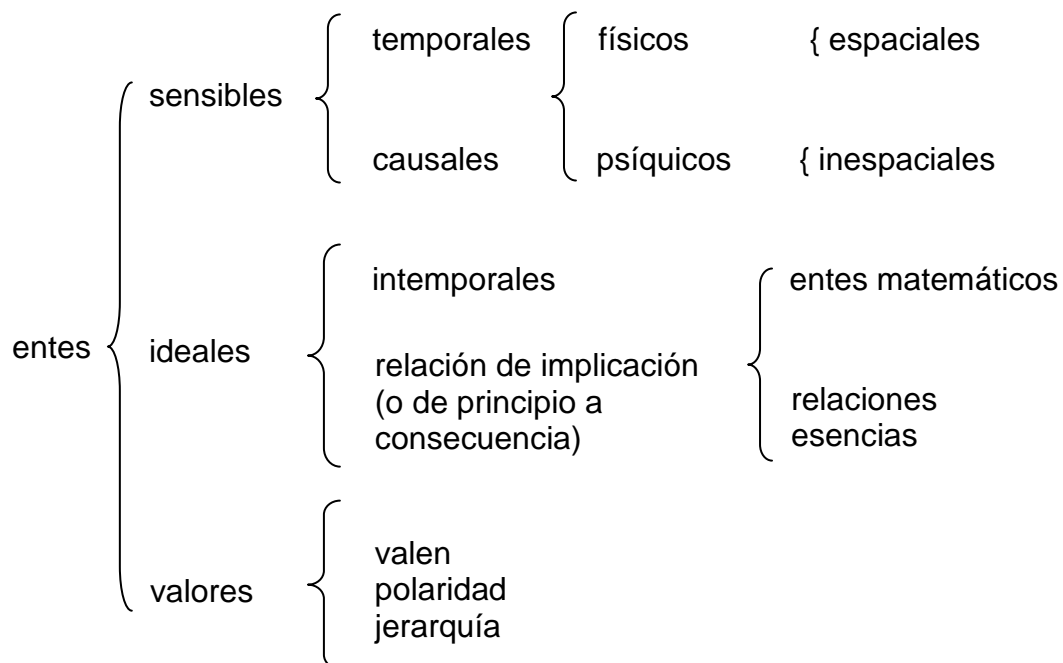 temporales físicos { espaciales
sensibles
causales psíquicos { inespaciales
intemporales entes matemáticos
entes ideales
relación de implicación
(o de principio a
consecuencia)
relaciones
esencias
valen
polaridad
valores
jerarquía